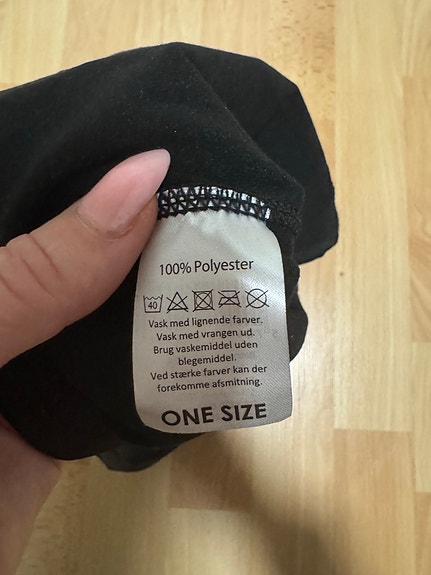 100% Polyester
40
Vask med lignende farver.
Vask med vrangen ud.
Brug vaskemiddel uden
blegemiddel.
Ved stærke farver kan der
forekomme afsmitning.
ONE SIZE